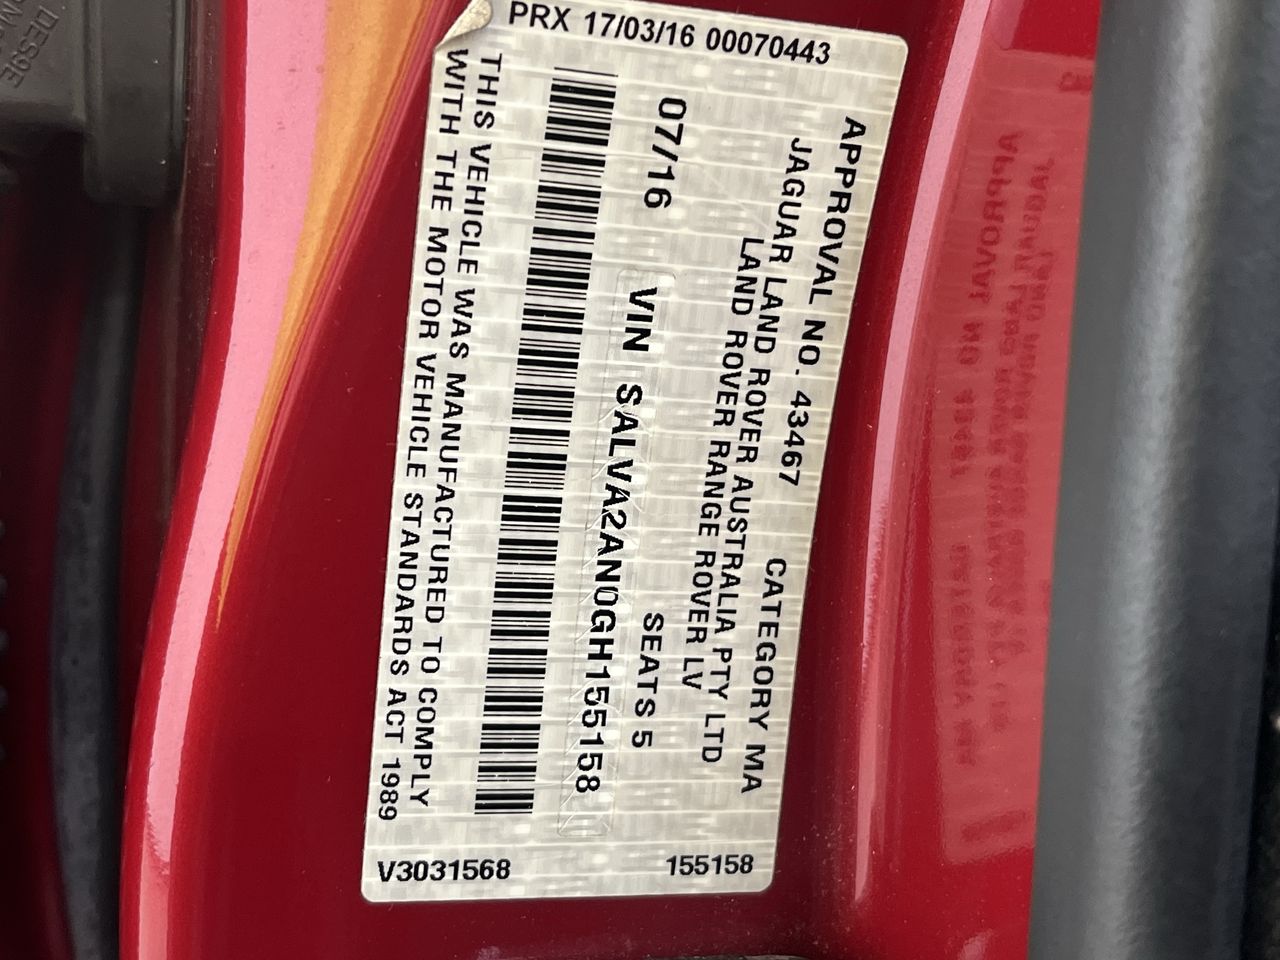 PRX 17/03/16 00070443
APPROVAL NO. 43467 CATEGORY MA
JAGUAR LAND ROVER AUSTRALIA PTY LTD
LAND ROVER RANGE ROVER LV
07/16 SEATS 5
VIN SALVA2AN0GH155158
THIS VEHICLE WAS MANUFACTURED TO COMPLY
WITH THE MOTOR VEHICLE STANDARDS ACT 1989
V3031568 155158
DES9E